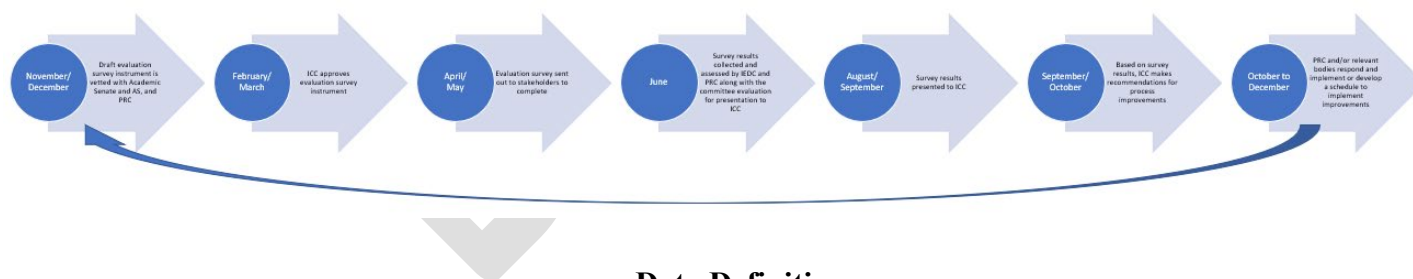 November/
December
Draft evaluation
survey instrument is
vetted with Academic
Senate and AS, and
PRC
February/
March
ICC approves
evaluation survey
instrument
April/
May
Evaluation survey sent
out to stakeholders to
complete
June
Survey results
collected and
assessed by IEDC and
PRC along with the
committee evaluation
for presentation to
ICC
August/
September
Survey results
presented to ICC
September/
October
Based on survey
results, ICC makes
recommendations for
process
improvements
October to
December
PRC and/or relevant
bodies respond and
implement or develop
a schedule to
implement
improvements